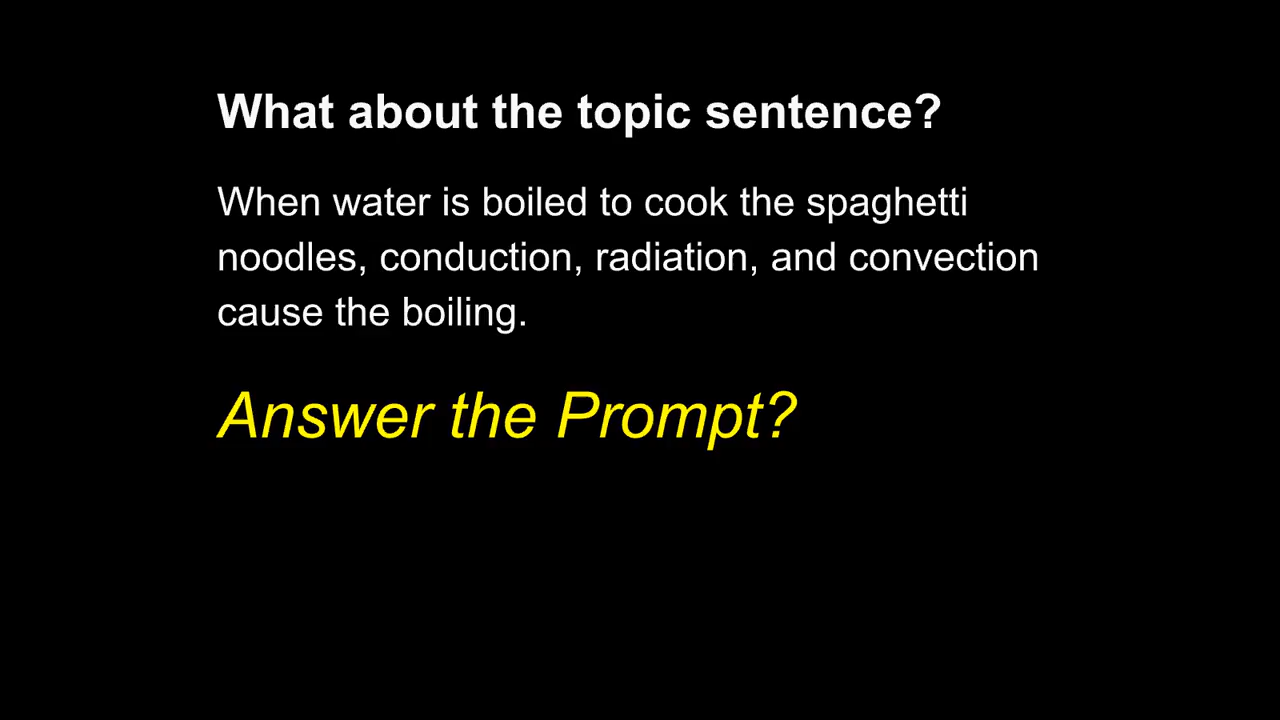 What about the topic sentence?
When water is boiled to cook the spaghetti
noodles, conduction, radiation, and convection
cause the boiling.
Answer the Prompt?